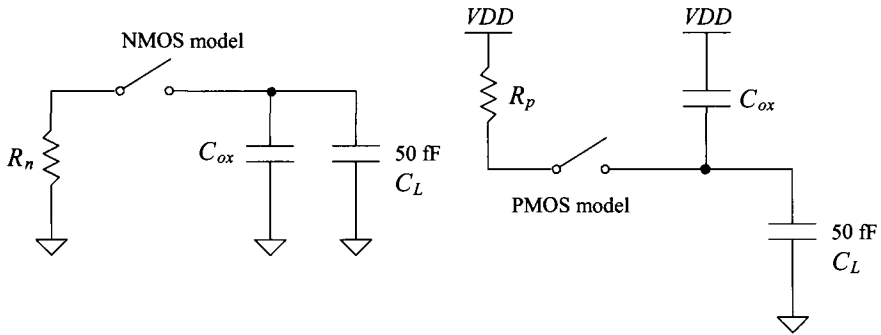 NMOS model
R_n
C_ox
50 fF
C_L
VDD
R_p
PMOS model
VDD
C_ox
50 fF
C_L